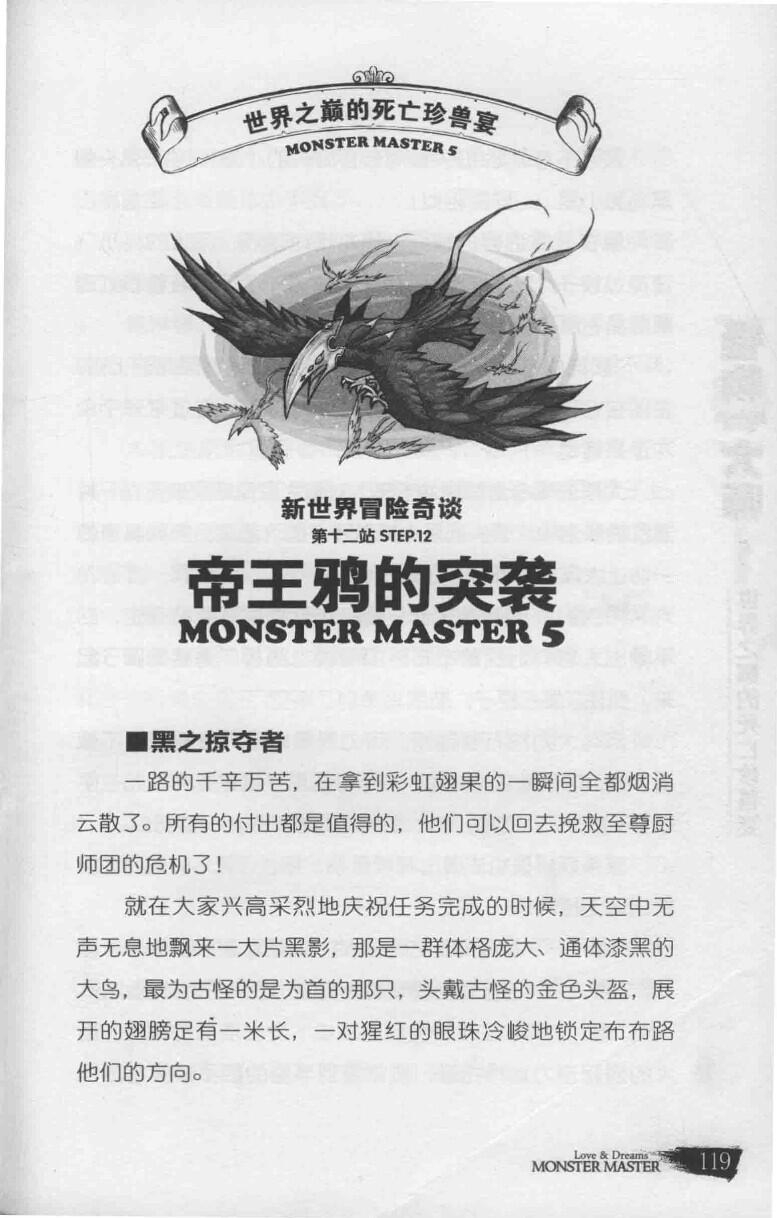 世界之巅的死亡珍兽宴
MONSTER MASTER 5
新世界冒险奇谈
第十二站 STEP.12
帝王鸦的突袭
MONSTER MASTER 5
■黑之掠夺者
一路的千辛万苦，在拿到彩虹翅果的一瞬间全都烟消
云散了。所有的付出都是值得的，他们可以回去挽救至尊厨
师团的危机了！
就在大家兴高采烈地庆祝任务完成的时候，天空中无
声无息地飘来一大片黑影，那是一群体格庞大、通体漆黑的
大鸟，最为古怪的是为首的那只，头戴古怪的金色头盔，展
开的翅膀足有一米长，一对猩红的眼珠冷峻地锁定布布路
他们的方向。
Love & Dreams
MONSTER MASTER 119